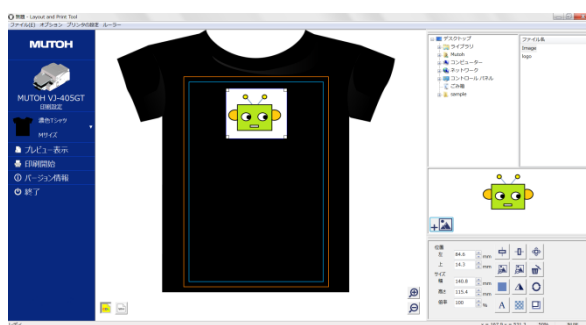 無題 - Layout and Print Tool
ファイル(E) オプション プリンタの設定 ルーラー
MUTOH
MUTOH VJ-405GT
印刷設定
濃色Tシャツ
Mサイズ
プレビュー表示
印刷開始
バージョン情報
終了
デスクトップ
ライブラリ
Mutoh
コンピューター
ネットワーク
コントロール パネル
ごみ箱
sample
ファイル名
Image
logo
位置
左 84.6 mm
上 14.3 mm
サイズ
幅 140.8 mm
高さ 115.4 mm
倍率 100 %
A